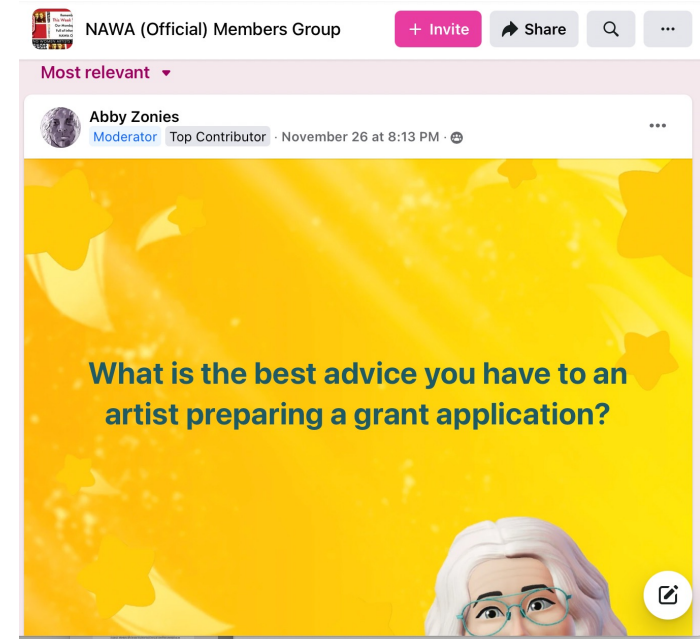 NAWA (Official) Members Group
+ Invite
Share
Most relevant
Abby Zonies
Moderator Top Contributor · November 26 at 8:13 PM ·
What is the best advice you have to an
artist preparing a grant application?